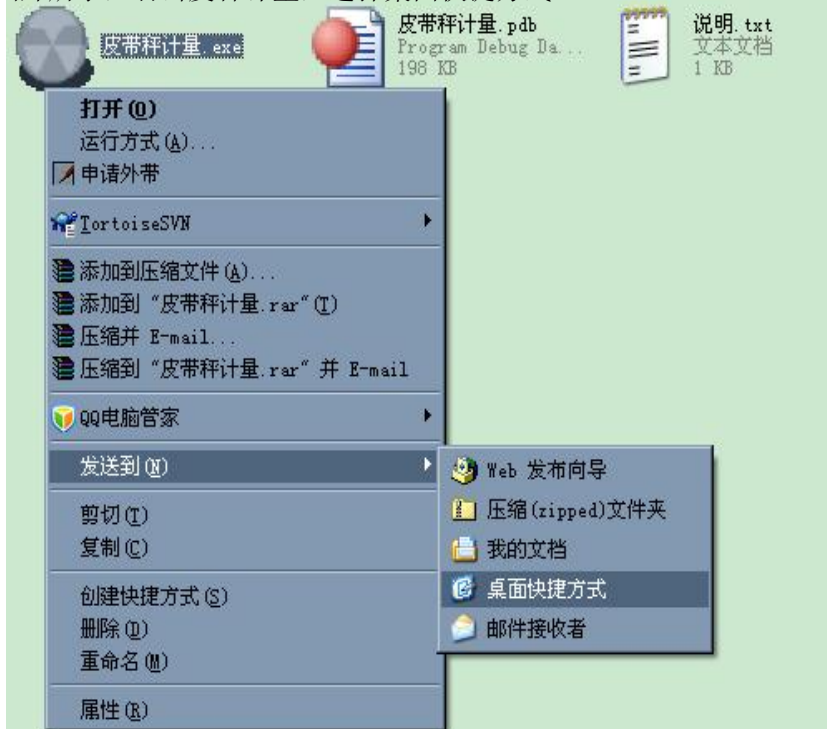 皮带秤计量.exe
皮带秤计量.pdb
Program Debug Da...
198 KB
说明.txt
文本文档
1 KB
打开(O)
运行方式(A)...
申请外带
TortoiseSVN
添加到压缩文件(A)...
添加到 "皮带秤计量.rar"(T)
压缩并 E-mail...
压缩到 "皮带秤计量.rar" 并 E-mail
QQ电脑管家
发送到(N)
Web 发布向导
压缩(zipped)文件夹
我的文档
桌面快捷方式
邮件接收者
剪切(T)
复制(C)
创建快捷方式(S)
删除(D)
重命名(M)
属性(R)